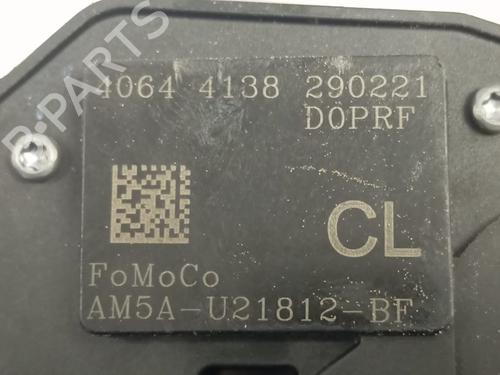 B-PARTS
4064 4138 290221
D0PRF
CL
FoMoCo
AM5A-U21812-BF